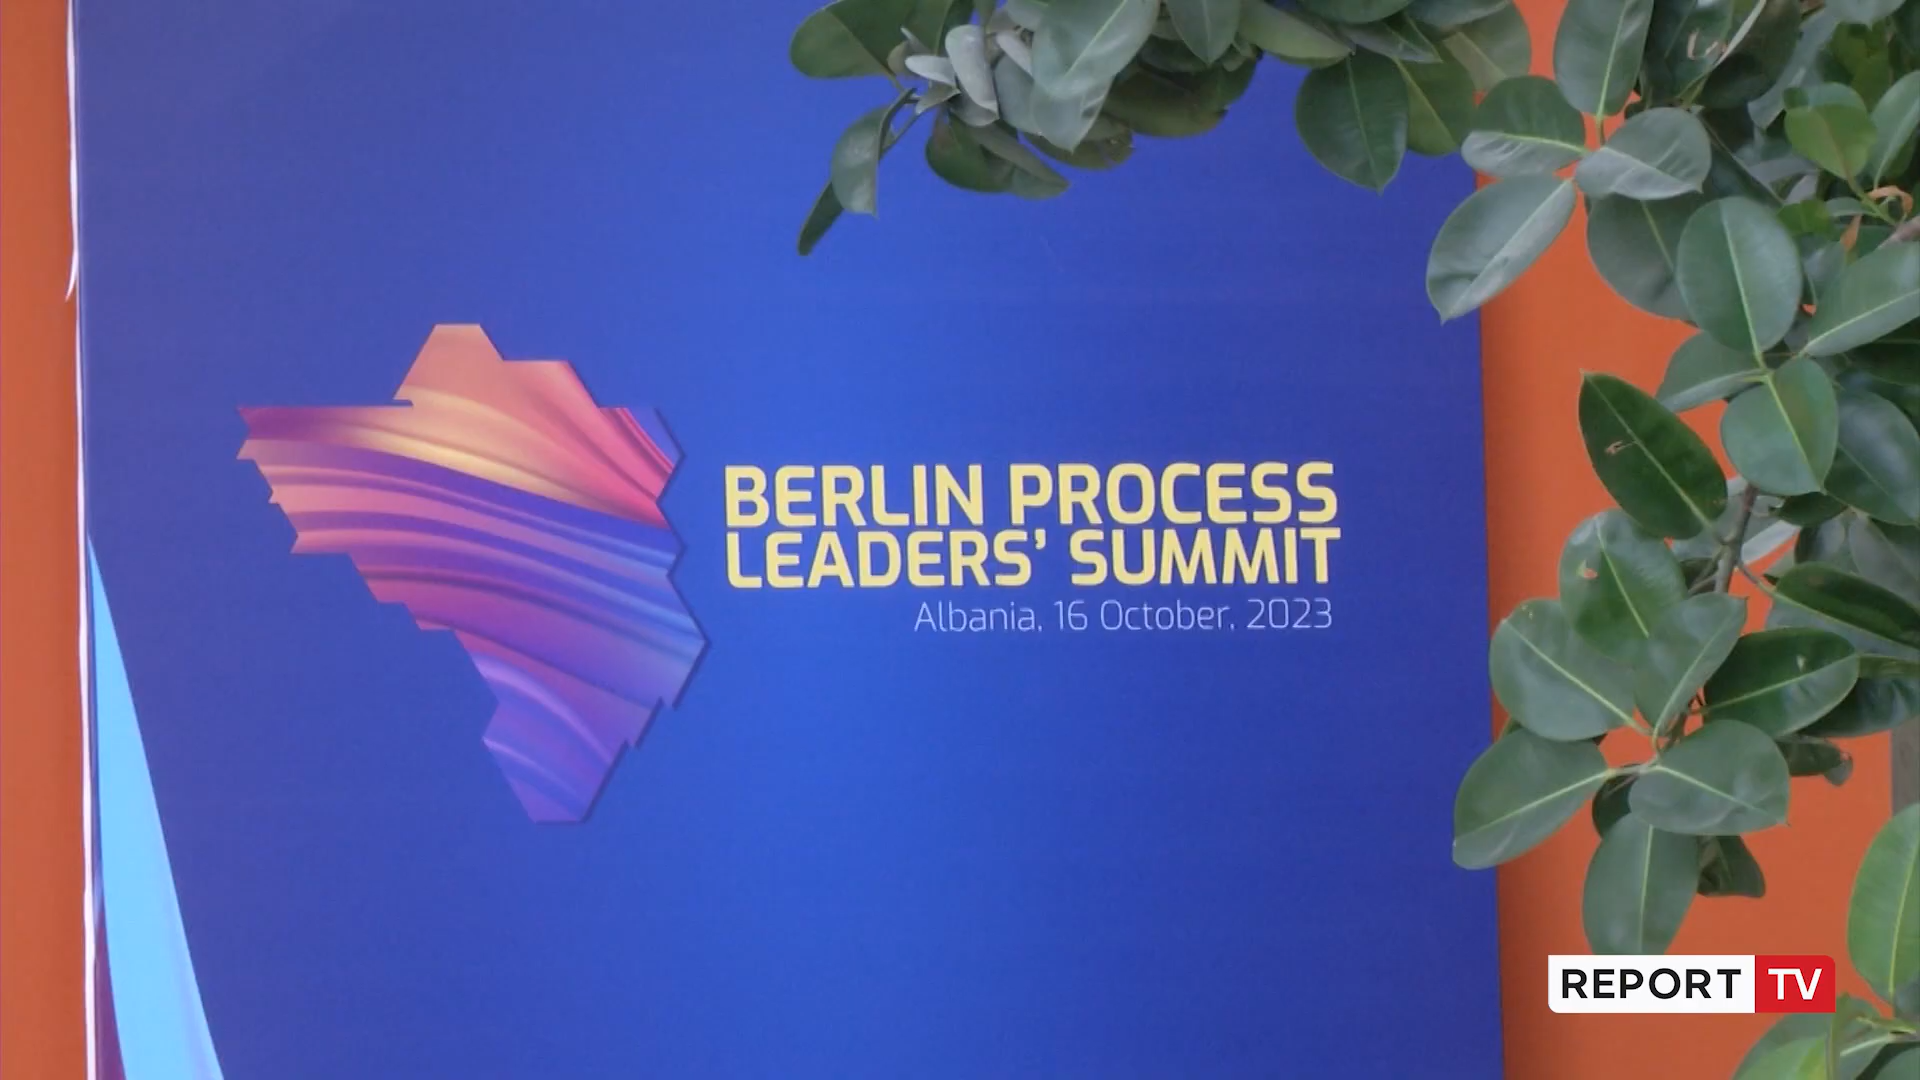 BERLIN PROCESS
LEADERS' SUMMIT
Albania, 16 October, 2023
REPORT TV